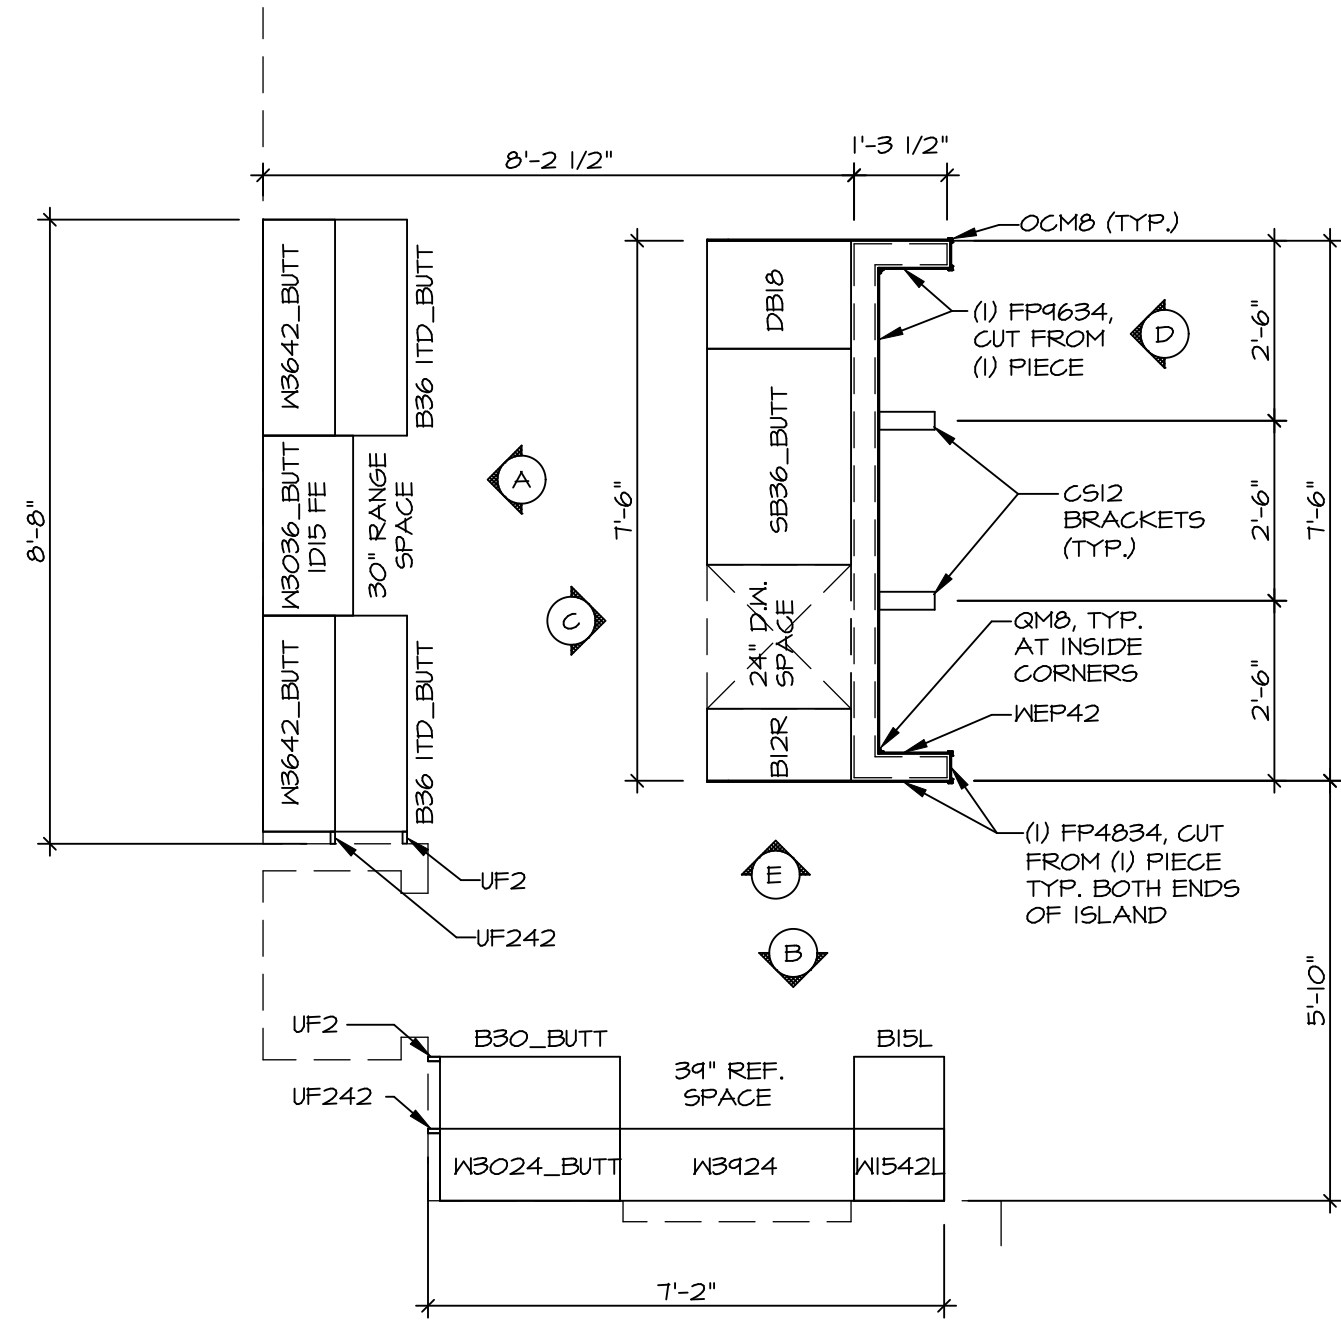 8'-2 1/2"
1'-3 1/2"
OCM8 (TYP.)
W3642_BUTT
B36 1TD_BUTT
DB18
(1) FP9634,
CUT FROM
(1) PIECE
D
2'-6"
SB36_BUTT
A
W3036_BUTT
1D15 FE
30" RANGE
SPACE
8'-8"
7'-6"
CS12
BRACKETS
(TYP.)
2'-6"
7'-6"
C
24" D.W.
SPACE
QM8, TYP.
AT INSIDE
CORNERS
W3642_BUTT
B36 1TD_BUTT
2'-6"
WEP42
B12R
(1) FP4834, CUT
FROM (1) PIECE
TYP. BOTH ENDS
OF ISLAND
UF2
E
UF242
B
5'-10"
UF2
B30_BUTT
B15L
39" REF.
SPACE
UF242
W3024_BUTT
W3924
W1542L
7'-2"